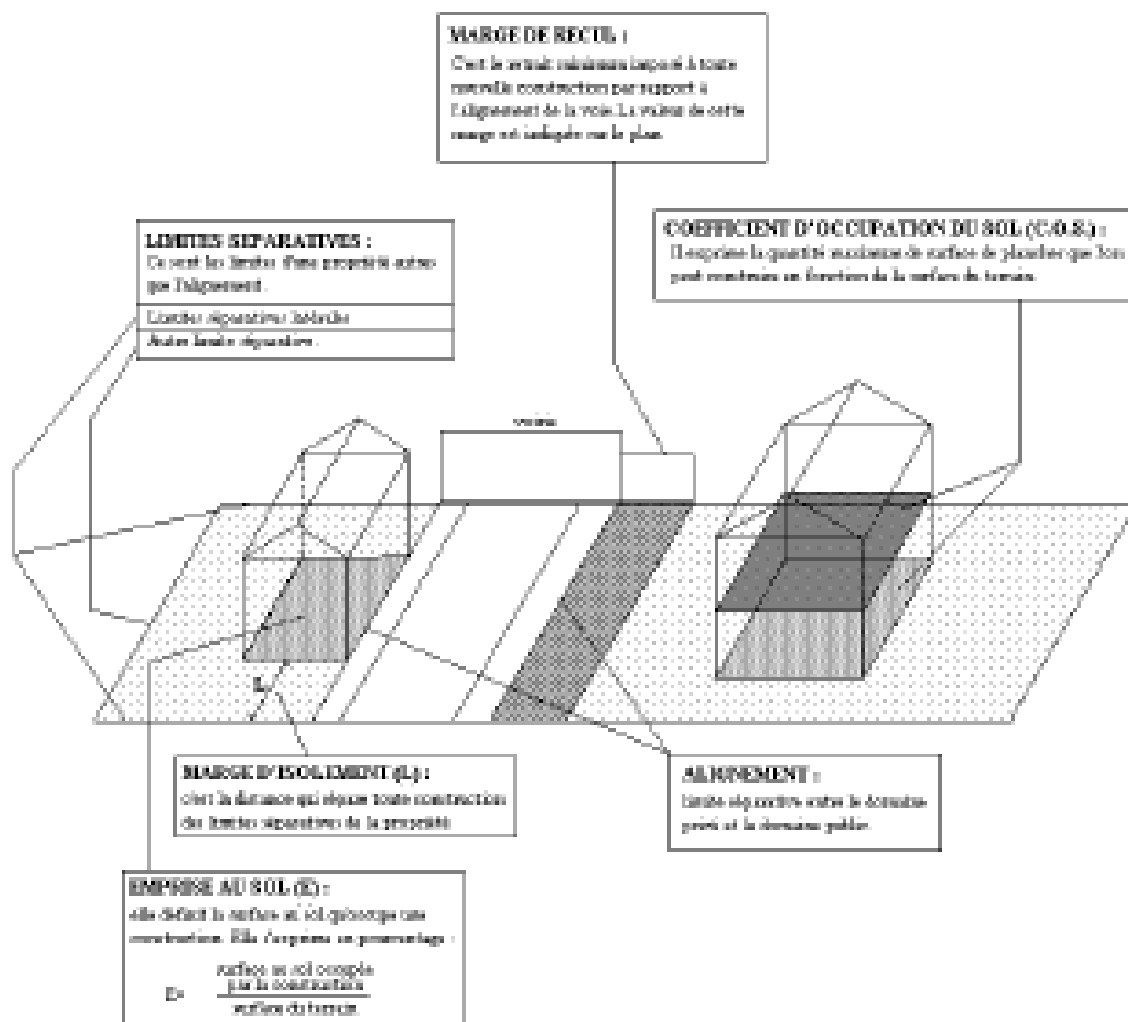 MARGE DE RECUL :
C'est le retrait minimum imposé à toute
nouvelle construction par rapport à
l'alignement de la voie. La valeur de cette
marge est indiquée sur le plan.
LIMITES SEPARATIVES :
Ce sont les limites d'une propriété autres
que l'alignement.
Limites séparatives latérales
Autre limite séparative.
COEFFICIENT D'OCCUPATION DU SOL (C.O.S.) :
Il exprime la quantité maximum de surface de plancher que l'on
peut construire en fonction de la surface du terrain.
L
MARGE D'ISOLEMENT (L) :
c'est la distance qui sépare toute construction
des limites séparatives de la propriété
ALIGNEMENT :
limite séparative entre le domaine
privé et le domaine public.
EMPRISE AU SOL (E) :
elle définit la surface au sol qu'occupe une
construction. Elle s'exprime en pourcentage :
surface au sol occupée
par la construction
E=
surface du terrain